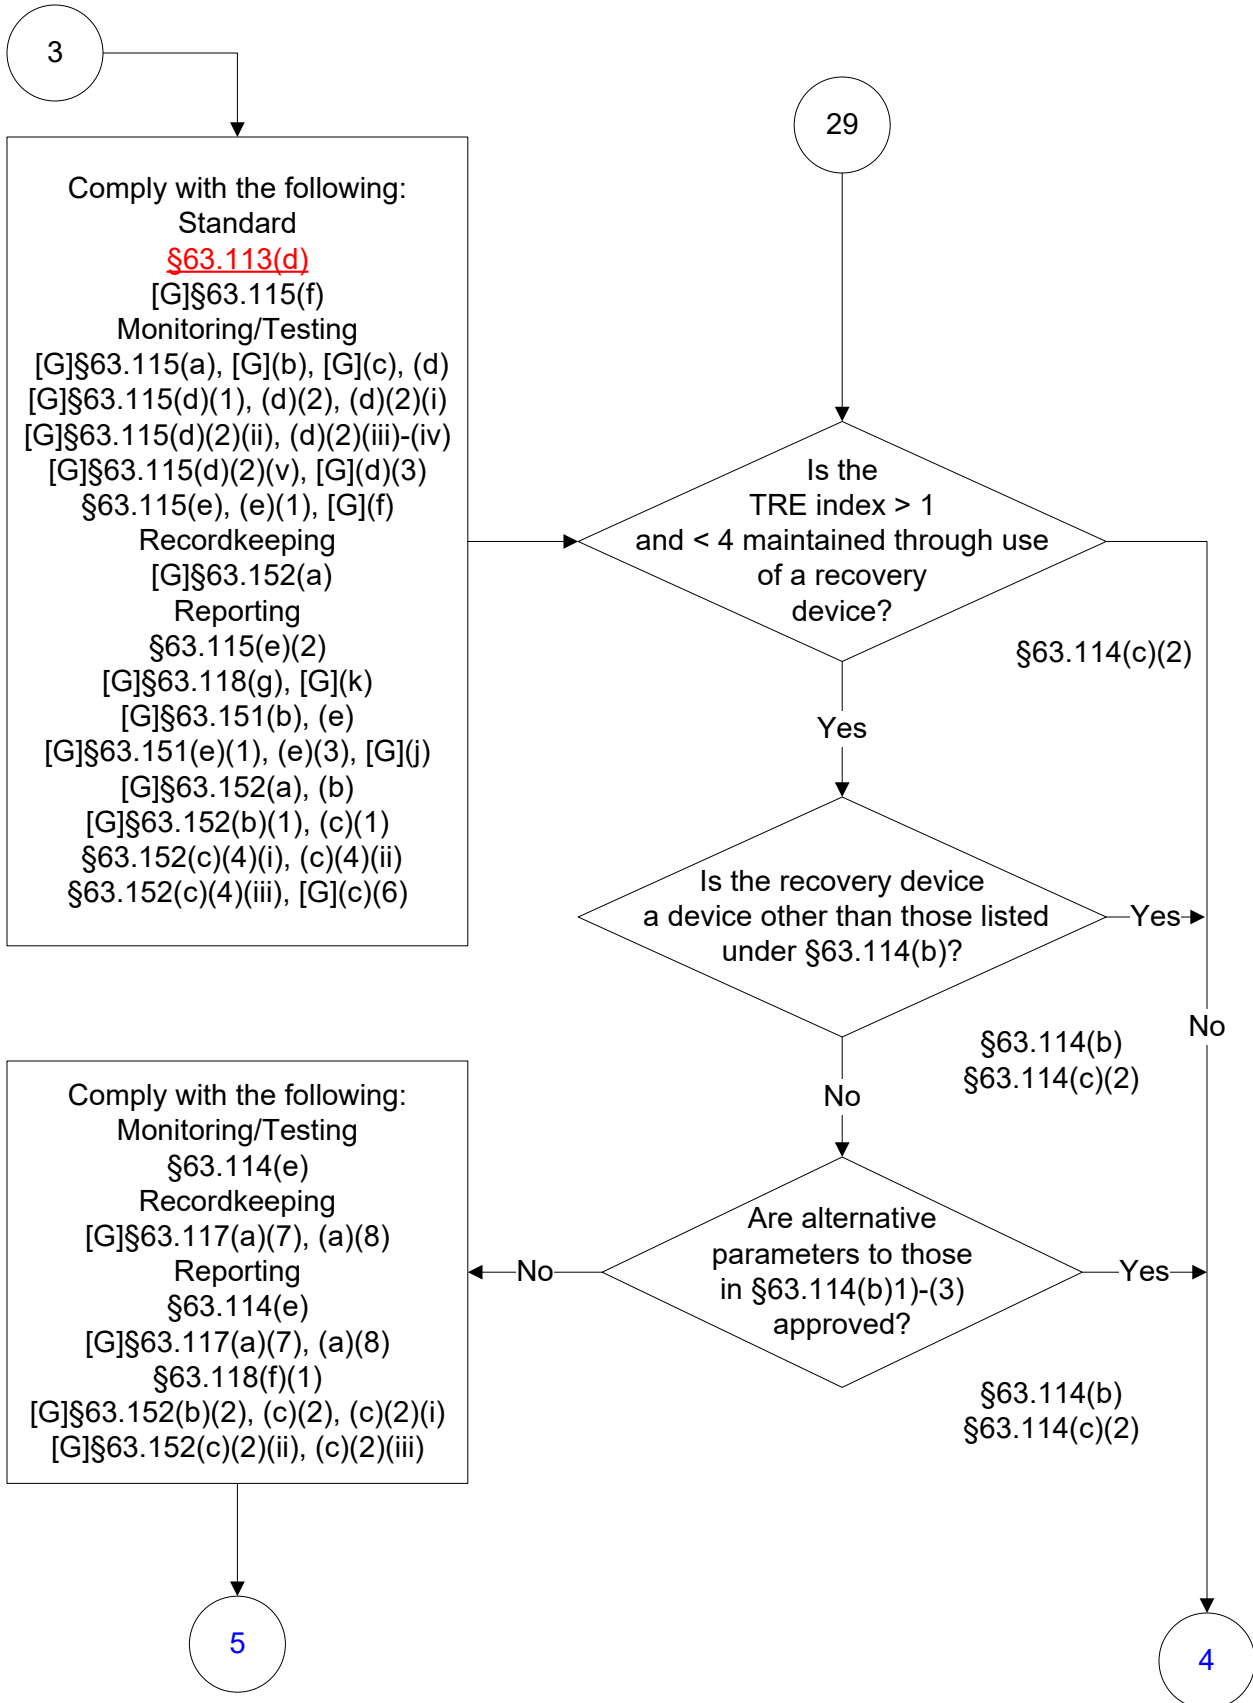 3
Comply with the following:
Standard
§63.113(d)
[G]§63.115(f)
Monitoring/Testing
[G]§63.115(a), [G](b), [G](c), (d)
[G]§63.115(d)(1), (d)(2), (d)(2)(i)
[G]§63.115(d)(2)(ii), (d)(2)(iii)-(iv)
[G]§63.115(d)(2)(v), [G](d)(3)
§63.115(e), (e)(1), [G](f)
Recordkeeping
[G]§63.152(a)
Reporting
§63.115(e)(2)
[G]§63.118(g), [G](k)
[G]§63.151(b), (e)
[G]§63.151(e)(1), (e)(3), [G](j)
[G]§63.152(a), (b)
[G]§63.152(b)(1), (c)(1)
§63.152(c)(4)(i), (c)(4)(ii)
§63.152(c)(4)(iii), [G](c)(6)
29
Is the
TRE index > 1
and < 4 maintained through use
of a recovery
device?
§63.114(c)(2)
Yes
Is the recovery device
a device other than those listed
under §63.114(b)?
Yes
No
§63.114(b)
§63.114(c)(2)
No
Are alternative
parameters to those
in §63.114(b)1)-(3)
approved?
Yes
No
§63.114(b)
§63.114(c)(2)
Comply with the following:
Monitoring/Testing
§63.114(e)
Recordkeeping
[G]§63.117(a)(7), (a)(8)
Reporting
§63.114(e)
[G]§63.117(a)(7), (a)(8)
§63.118(f)(1)
[G]§63.152(b)(2), (c)(2), (c)(2)(i)
[G]§63.152(c)(2)(ii), (c)(2)(iii)
5
4